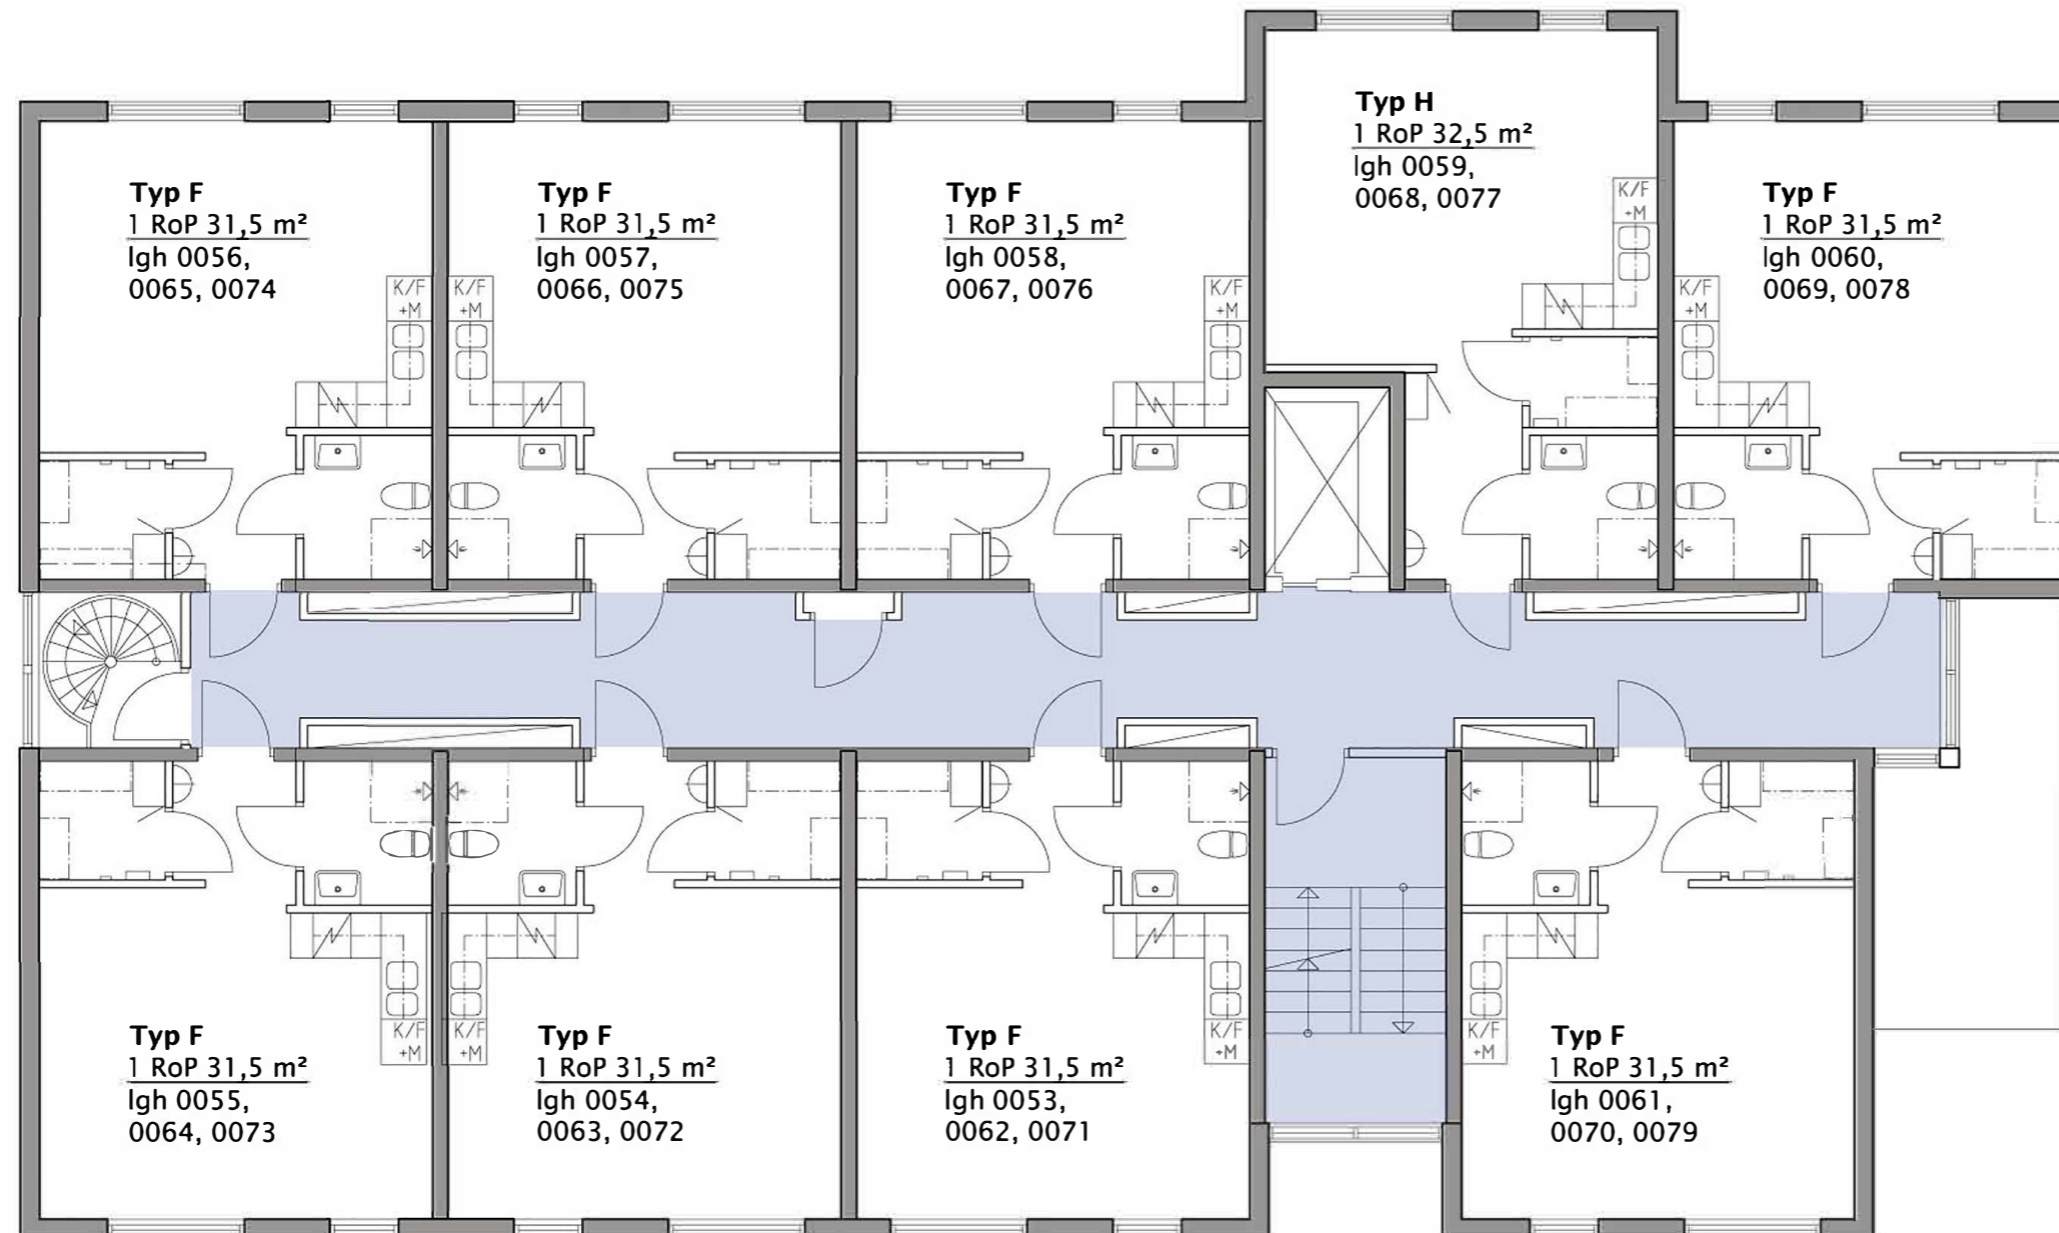 Typ H
1 RoP 32,5 m²
lgh 0059,
0068, 0077
K/F
+M
Typ F
1 RoP 31,5 m²
lgh 0056,
0065, 0074
K/F
+M
K/F
+M
Typ F
1 RoP 31,5 m²
lgh 0057,
0066, 0075
Typ F
1 RoP 31,5 m²
lgh 0058,
0067, 0076
K/F
+M
K/F
+M
Typ F
1 RoP 31,5 m²
lgh 0060,
0069, 0078
Typ F
1 RoP 31,5 m²
lgh 0055,
0064, 0073
K/F
+M
K/F
+M
Typ F
1 RoP 31,5 m²
lgh 0054,
0063, 0072
Typ F
1 RoP 31,5 m²
lgh 0053,
0062, 0071
K/F
+M
K/F
+M
Typ F
1 RoP 31,5 m²
lgh 0061,
0070, 0079